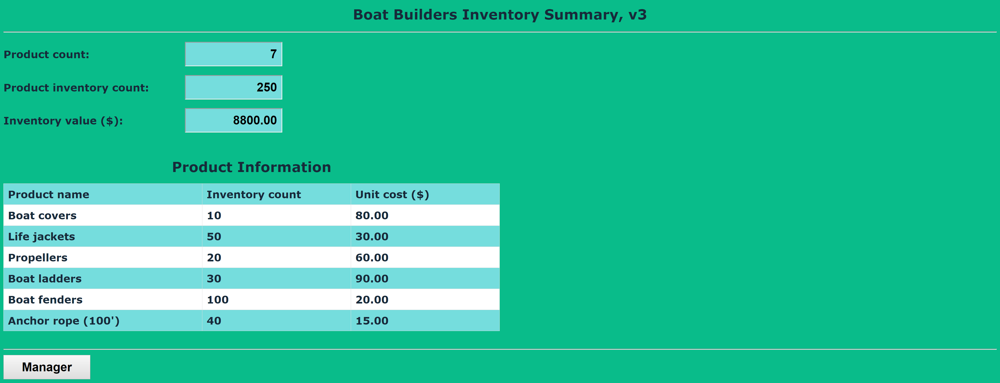 Boat Builders Inventory Summary, v3
Product count: 7
Product inventory count: 250
Inventory value ($): 8800.00
Product Information
Product name Inventory count Unit cost ($)
Boat covers 10 80.00
Life jackets 50 30.00
Propellers 20 60.00
Boat ladders 30 90.00
Boat fenders 100 20.00
Anchor rope (100') 40 15.00
Manager